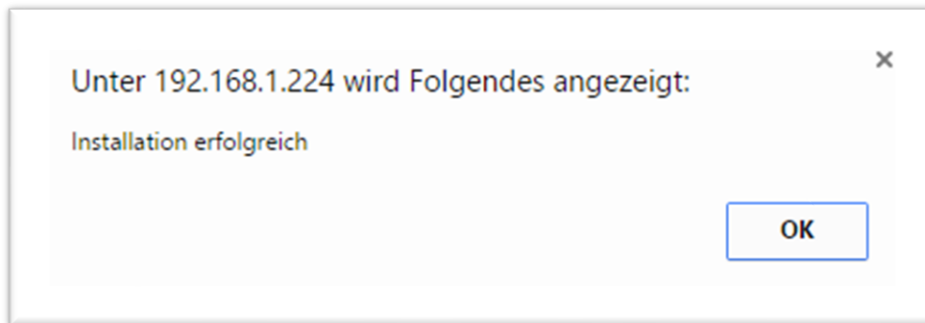 Unter 192.168.1.224 wird Folgendes angezeigt:
Installation erfolgreich
OK